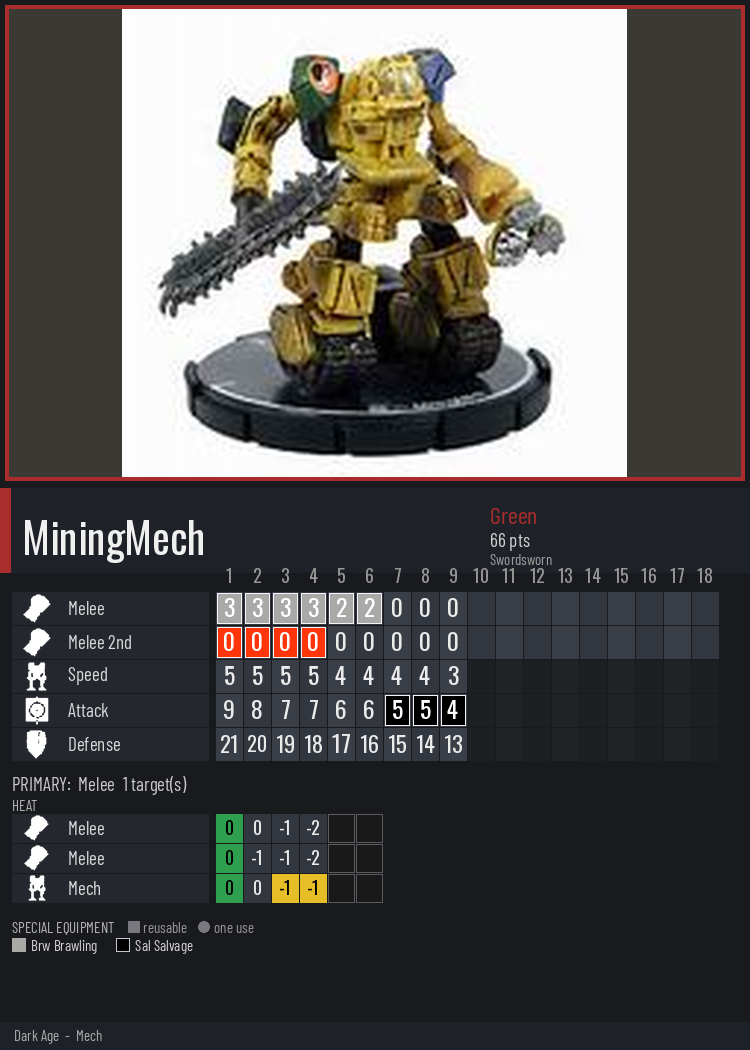 MiningMech
Green
66 pts
Swordsworn
1 2 3 4 5 6 7 8 9 10 11 12 13 14 15 16 17 18
Melee 3 3 3 3 2 2 0 0 0
Melee 2nd 0 0 0 0 0 0 0 0 0
Speed 5 5 5 5 4 4 4 4 3
Attack 9 8 7 7 6 6 5 5 4
Defense 21 20 19 18 17 16 15 14 13
PRIMARY: Melee 1 target(s)
HEAT
Melee 0 0 -1 -2
Melee 0 -1 -1 -2
Mech 0 0 -1 -1
SPECIAL EQUIPMENT reusable one use
Brw Brawling Sal Salvage
Dark Age - Mech